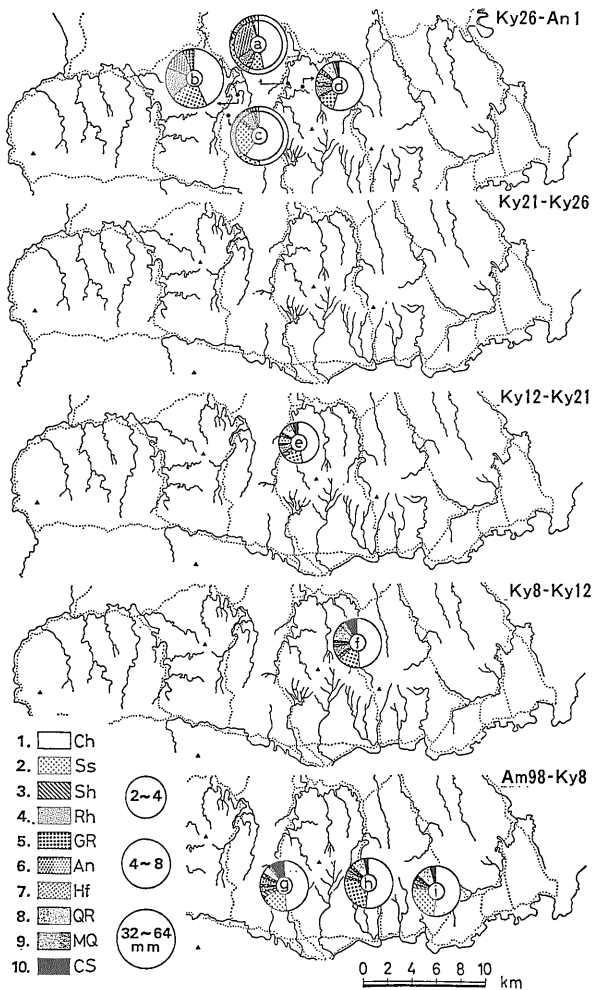 Ky26-An1
a
b
d
c
Ky21-Ky26
Ky12-Ky21
e
Ky8-Ky12
f
1. Ch
2. Ss
3. Sh
4. Rh
5. GR
6. An
7. Hf
8. QR
9. MQ
10. CS
2~4
4~8
32~64
mm
Am98-Ky8
g
h
i
0 2 4 6 8 10
km